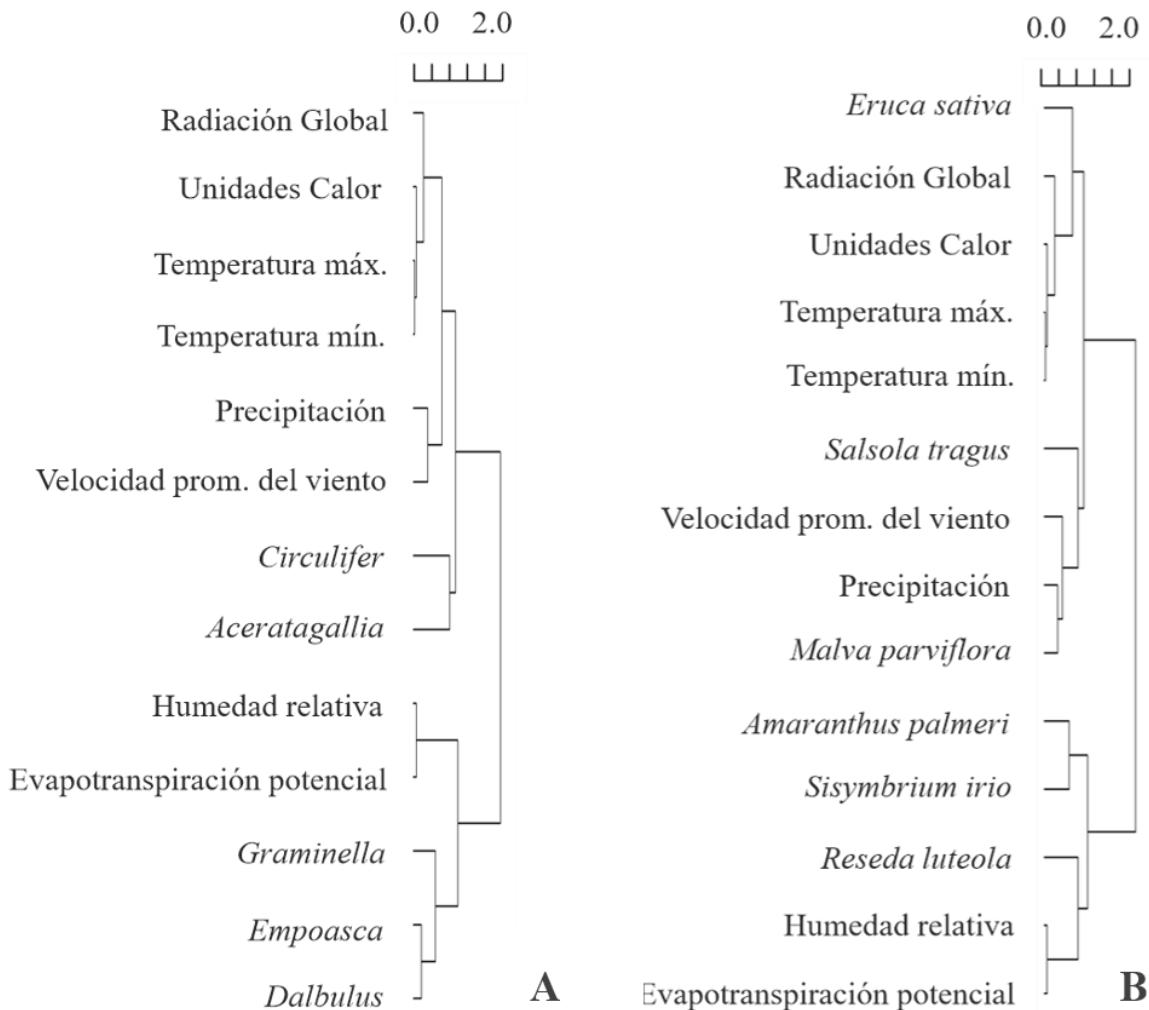 0.0 2.0
Radiación Global
Unidades Calor
Temperatura máx.
Temperatura mín.
Precipitación
Velocidad prom. del viento
Circulifer
Aceratagallia
Humedad relativa
Evapotranspiración potencial
Graminella
Empoasca
Dalbulus
A
0.0 2.0
Eruca sativa
Radiación Global
Unidades Calor
Temperatura máx.
Temperatura mín.
Salsola tragus
Velocidad prom. del viento
Precipitación
Malva parviflora
Amaranthus palmeri
Sisymbrium irio
Reseda luteola
Humedad relativa
Evapotranspiración potencial
B